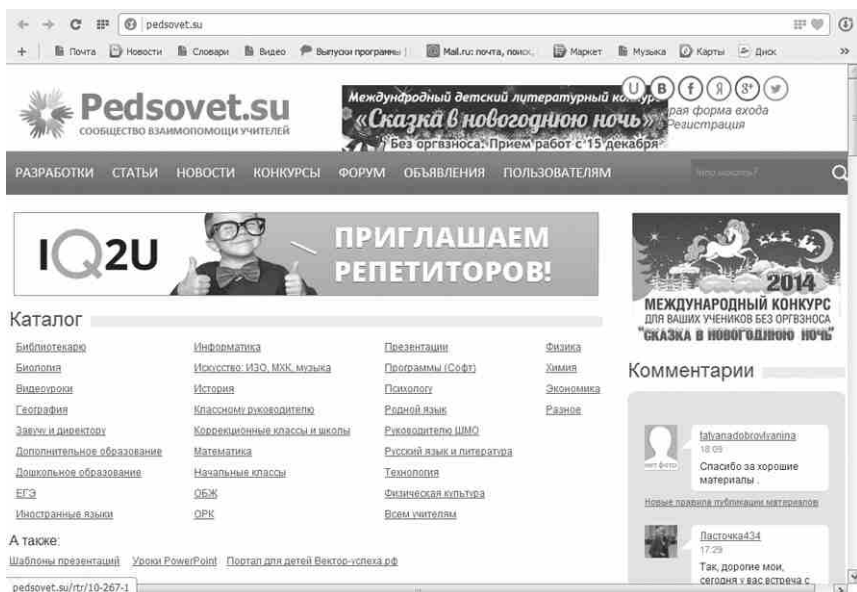 pedsovet.su
+ Почта Новости Словари Видео Выпуски программы Mail.ru: почта, поиск, Маркет Музыка Карты Диск »
Pedsovet.su
СООБЩЕСТВО ВЗАИМОПОМОЩИ УЧИТЕЛЕЙ
Международный детский литературный
«Сказка в новогоднюю ночь»
Без оргвзноса. Прием работ с 15 декабря
U В f Я g+
рая форма входа
Регистрация
РАЗРАБОТКИ СТАТЬИ НОВОСТИ КОНКУРСЫ ФОРУМ ОБЪЯВЛЕНИЯ ПОЛЬЗОВАТЕЛЯМ
Что искать?
IQ2U
ПРИГЛАШАЕМ
РЕПЕТИТОРОВ!
2014
МЕЖДУНАРОДНЫЙ КОНКУРС
ДЛЯ ВАШИХ УЧЕНИКОВ БЕЗ ОРГВЗНОСА
"СКАЗКА В НОВОГОДНЮЮ НОЧЬ"
Каталог
Библиотекарю Информатика Презентации Физика
Биология Искусство: ИЗО, МХК, музыка Программы (Софт) Химия
Видеоуроки История Психологу Экономика
География Классному руководителю Родной язык Разное
Завучу и директору Коррекционные классы и школы Руководителю ШМО
Дополнительное образование Математика Русский язык и литература
Дошкольное образование Начальные классы Технология
ЕГЭ ОБЖ Физическая культура
Иностранные языки ОРК Всем учителям
А также:
Шаблоны презентаций Уроки PowerPoint Портал для детей Вектор-успеха.рф
Комментарии
нет фото
tatyanadobrovlyanina
18:09
Спасибо за хорошие
материалы .
Новые правила публикации материалов
Ласточка434
17:29
Так, дорогие мои,
сегодня у вас встреча с
pedsovet.su/rtr/10-267-1